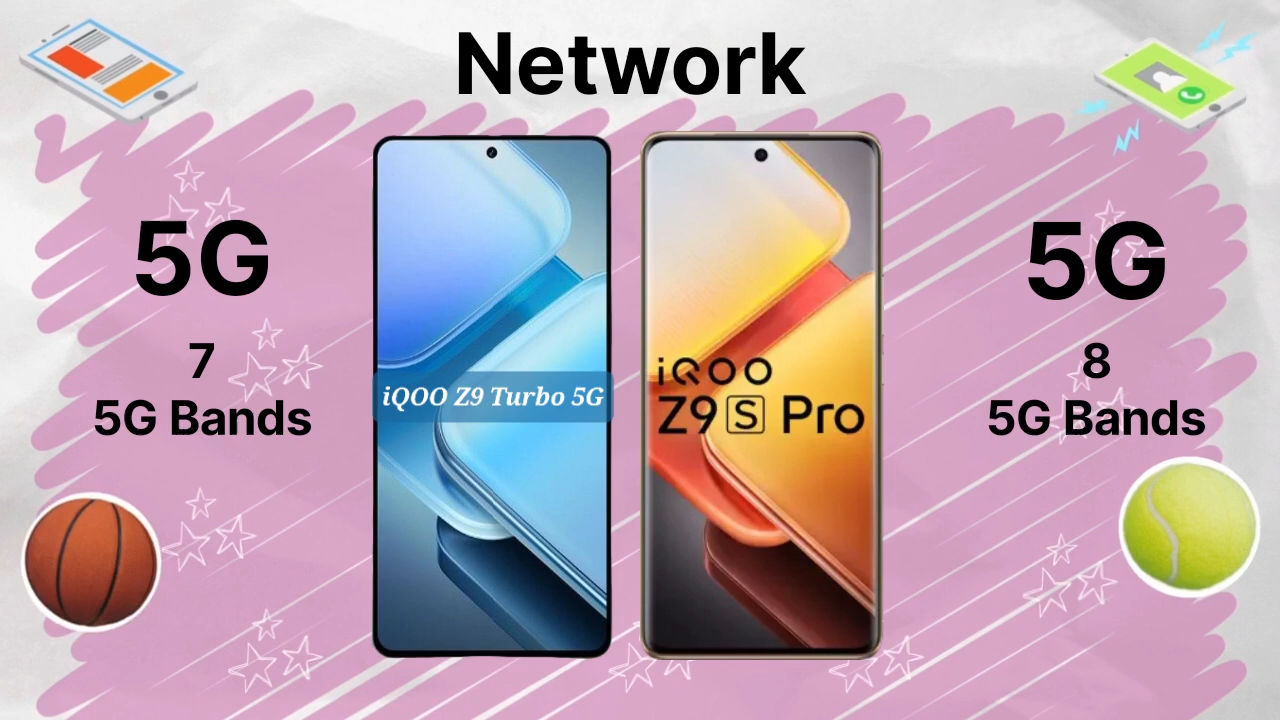 Network
5G
7
5G Bands
iQOO Z9 Turbo 5G
iQOO
Z9 S Pro
5G
8
5G Bands